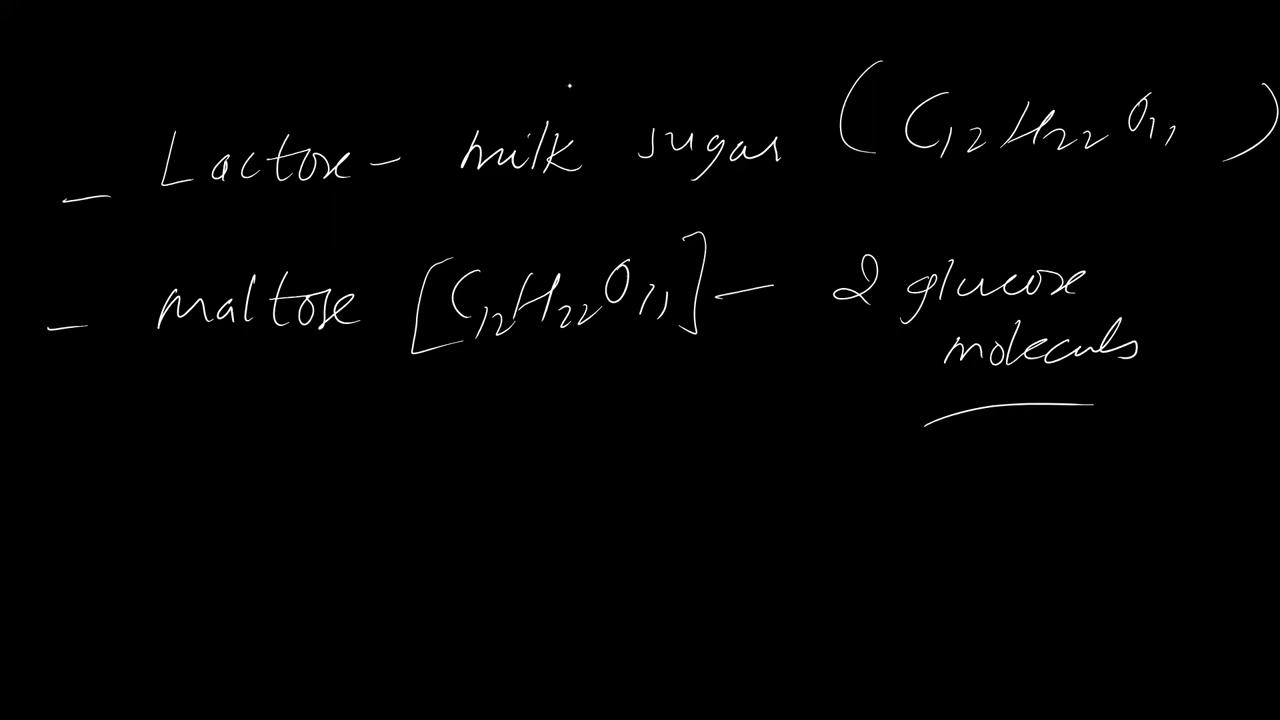 - Lactose - milk sugar (C₁₂H₂₂O₁₁)
- maltose [C₁₂H₂₂O₁₁] - 2 glucose
molecules